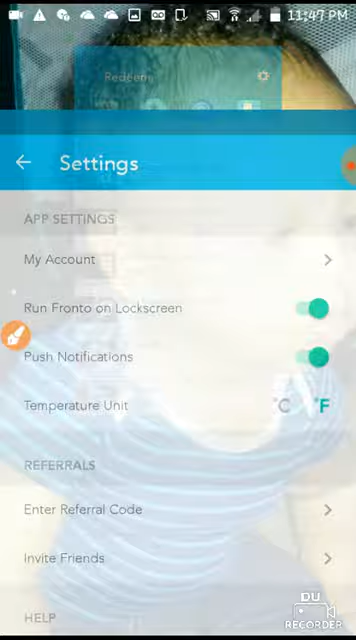 11:47 PM
Redeem
Settings
APP SETTINGS
My Account
Run Fronto on Lockscreen
Push Notifications
Temperature Unit °C °F
REFERRALS
Enter Referral Code
Invite Friends
HELP
DU
RECORDER